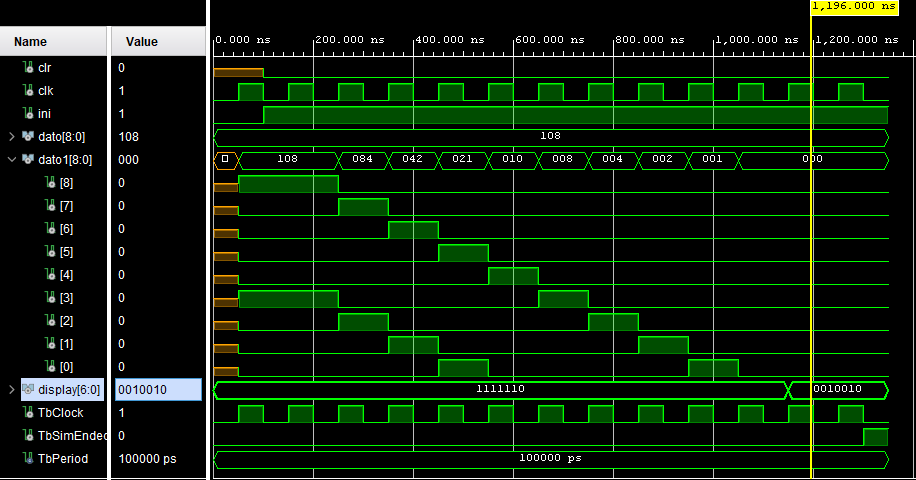 1,196.000 ns
Name Value
0.000 ns 200.000 ns 400.000 ns 600.000 ns 800.000 ns 1,000.000 ns 1,200.000 ns
clr 0
clk 1
ini 1
dato[8:0] 108 108
dato1[8:0] 000 108 084 042 021 010 008 004 002 001 000
[8] 0
[7] 0
[6] 0
[5] 0
[4] 0
[3] 0
[2] 0
[1] 0
[0] 0
display[6:0] 0010010 1111110 0010010
TbClock 1
TbSimEnded 0
TbPeriod 100000 ps 100000 ps